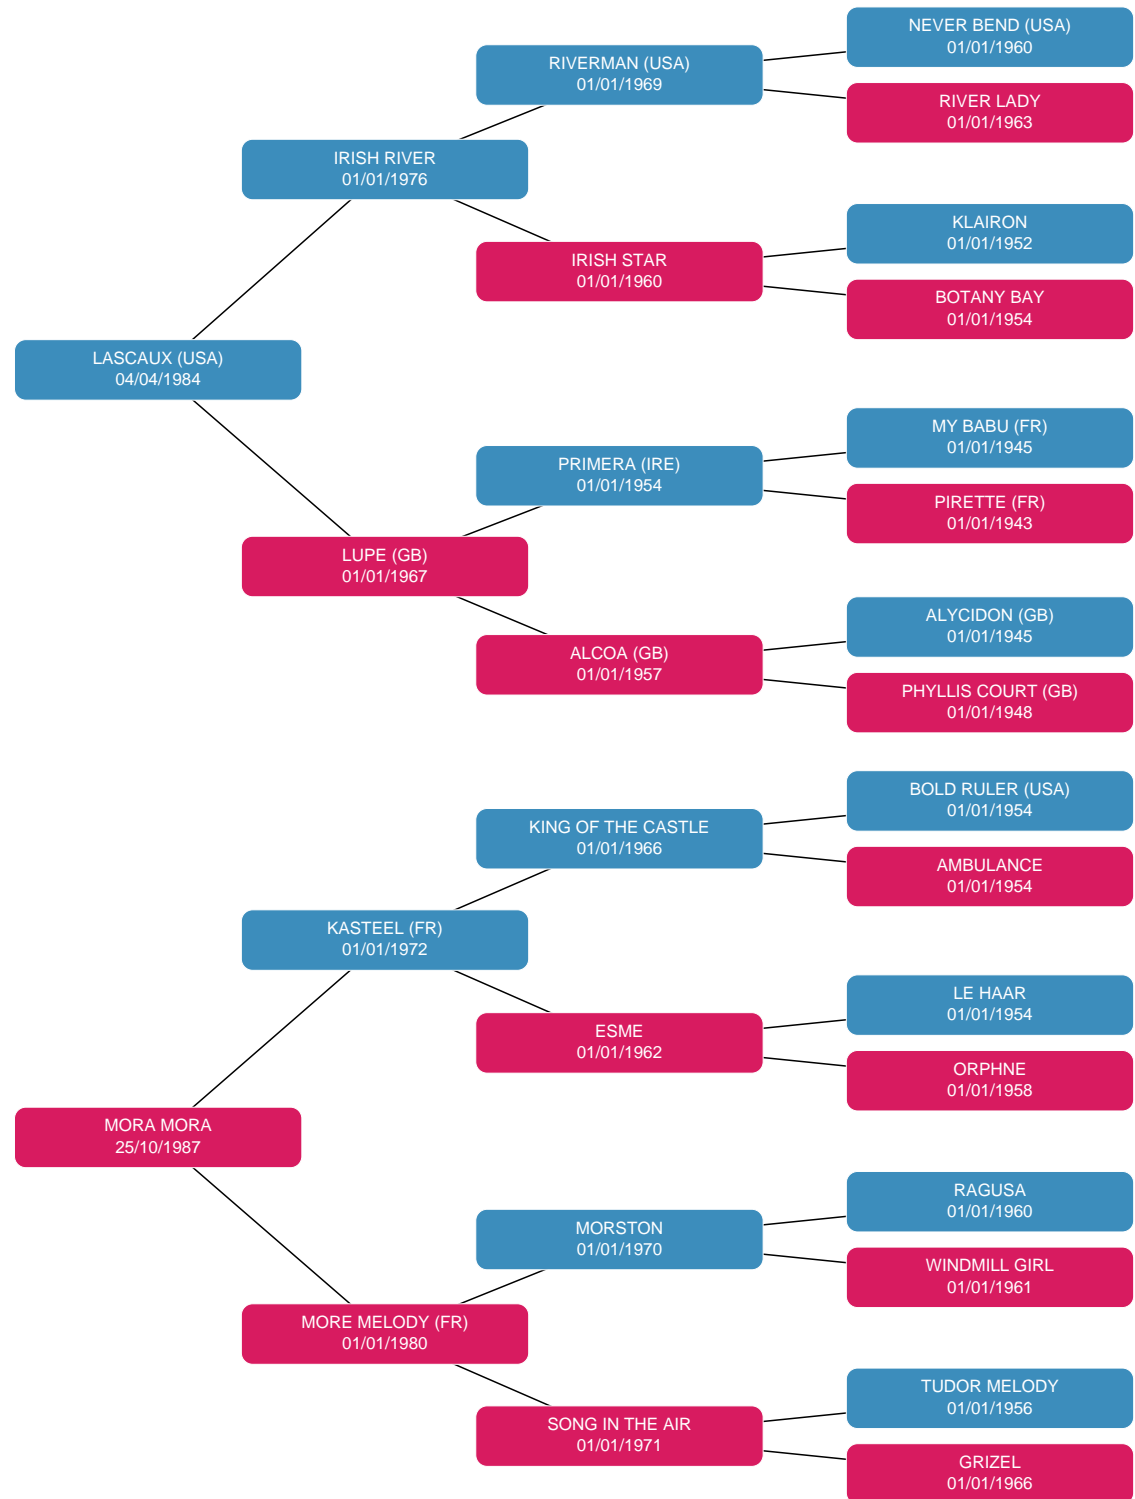 NEVER BEND (USA)
01/01/1960
RIVERMAN (USA)
01/01/1969
RIVER LADY
01/01/1963
IRISH RIVER
01/01/1976
KLAIRON
01/01/1952
IRISH STAR
01/01/1960
BOTANY BAY
01/01/1954
LASCAUX (USA)
04/04/1984
MY BABU (FR)
01/01/1945
PRIMERA (IRE)
01/01/1954
PIRETTE (FR)
01/01/1943
LUPE (GB)
01/01/1967
ALYCIDON (GB)
01/01/1945
ALCOA (GB)
01/01/1957
PHYLLIS COURT (GB)
01/01/1948
BOLD RULER (USA)
01/01/1954
KING OF THE CASTLE
01/01/1966
AMBULANCE
01/01/1954
KASTEEL (FR)
01/01/1972
LE HAAR
01/01/1954
ESME
01/01/1962
ORPHNE
01/01/1958
MORA MORA
25/10/1987
RAGUSA
01/01/1960
MORSTON
01/01/1970
WINDMILL GIRL
01/01/1961
MORE MELODY (FR)
01/01/1980
TUDOR MELODY
01/01/1956
SONG IN THE AIR
01/01/1971
GRIZEL
01/01/1966